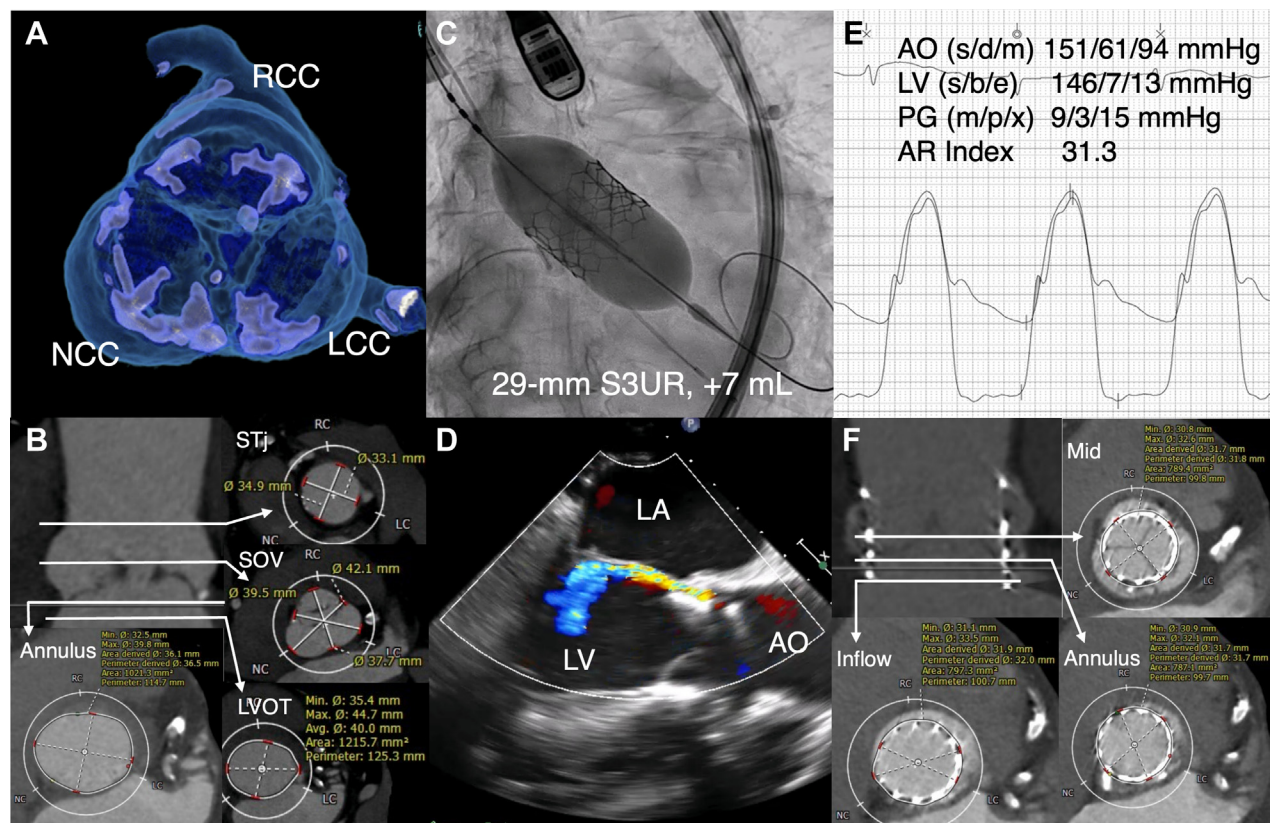 A
RCC
NCC
LCC
C
29-mm S3UR, +7 mL
E
AO (s/d/m) 151/61/94 mmHg
LV (s/b/e) 146/7/13 mmHg
PG (m/p/x) 9/3/15 mmHg
AR Index 31.3
B
STj
RC
Ø 33.1 mm
Ø 34.9 mm
LC
NC
SOV
RC
Ø 42.1 mm
Ø 39.5 mm
LC
Ø 37.7 mm
NC
Annulus
Min. Ø: 32.5 mm
Max. Ø: 39.8 mm
Area derived Ø: 36.1 mm
Perimeter derived Ø: 36.5 mm
Area: 1021.3 mm²
Perimeter: 114.7 mm
RC
NC
LC
LVOT
Min. Ø: 35.4 mm
Max. Ø: 44.7 mm
Avg. Ø: 40.0 mm
Area: 1215.7 mm²
Perimeter: 125.3 mm
NC
LC
D
P
LA
LV
AO
X
F
Mid
Min. Ø: 30.8 mm
Max. Ø: 32.6 mm
Area derived Ø: 31.7 mm
Perimeter derived Ø: 31.8 mm
Area: 789.4 mm²
Perimeter: 99.8 mm
RC
NC
LC
Inflow
Min. Ø: 31.1 mm
Max. Ø: 33.5 mm
Area derived Ø: 31.9 mm
Perimeter derived Ø: 32.0 mm
Area: 797.3 mm²
Perimeter: 100.7 mm
RC
NC
LC
Annulus
Min. Ø: 30.9 mm
Max. Ø: 32.1 mm
Area derived Ø: 31.7 mm
Perimeter derived Ø: 31.7 mm
Area: 787.1 mm²
Perimeter: 99.7 mm
RC
NC
LC